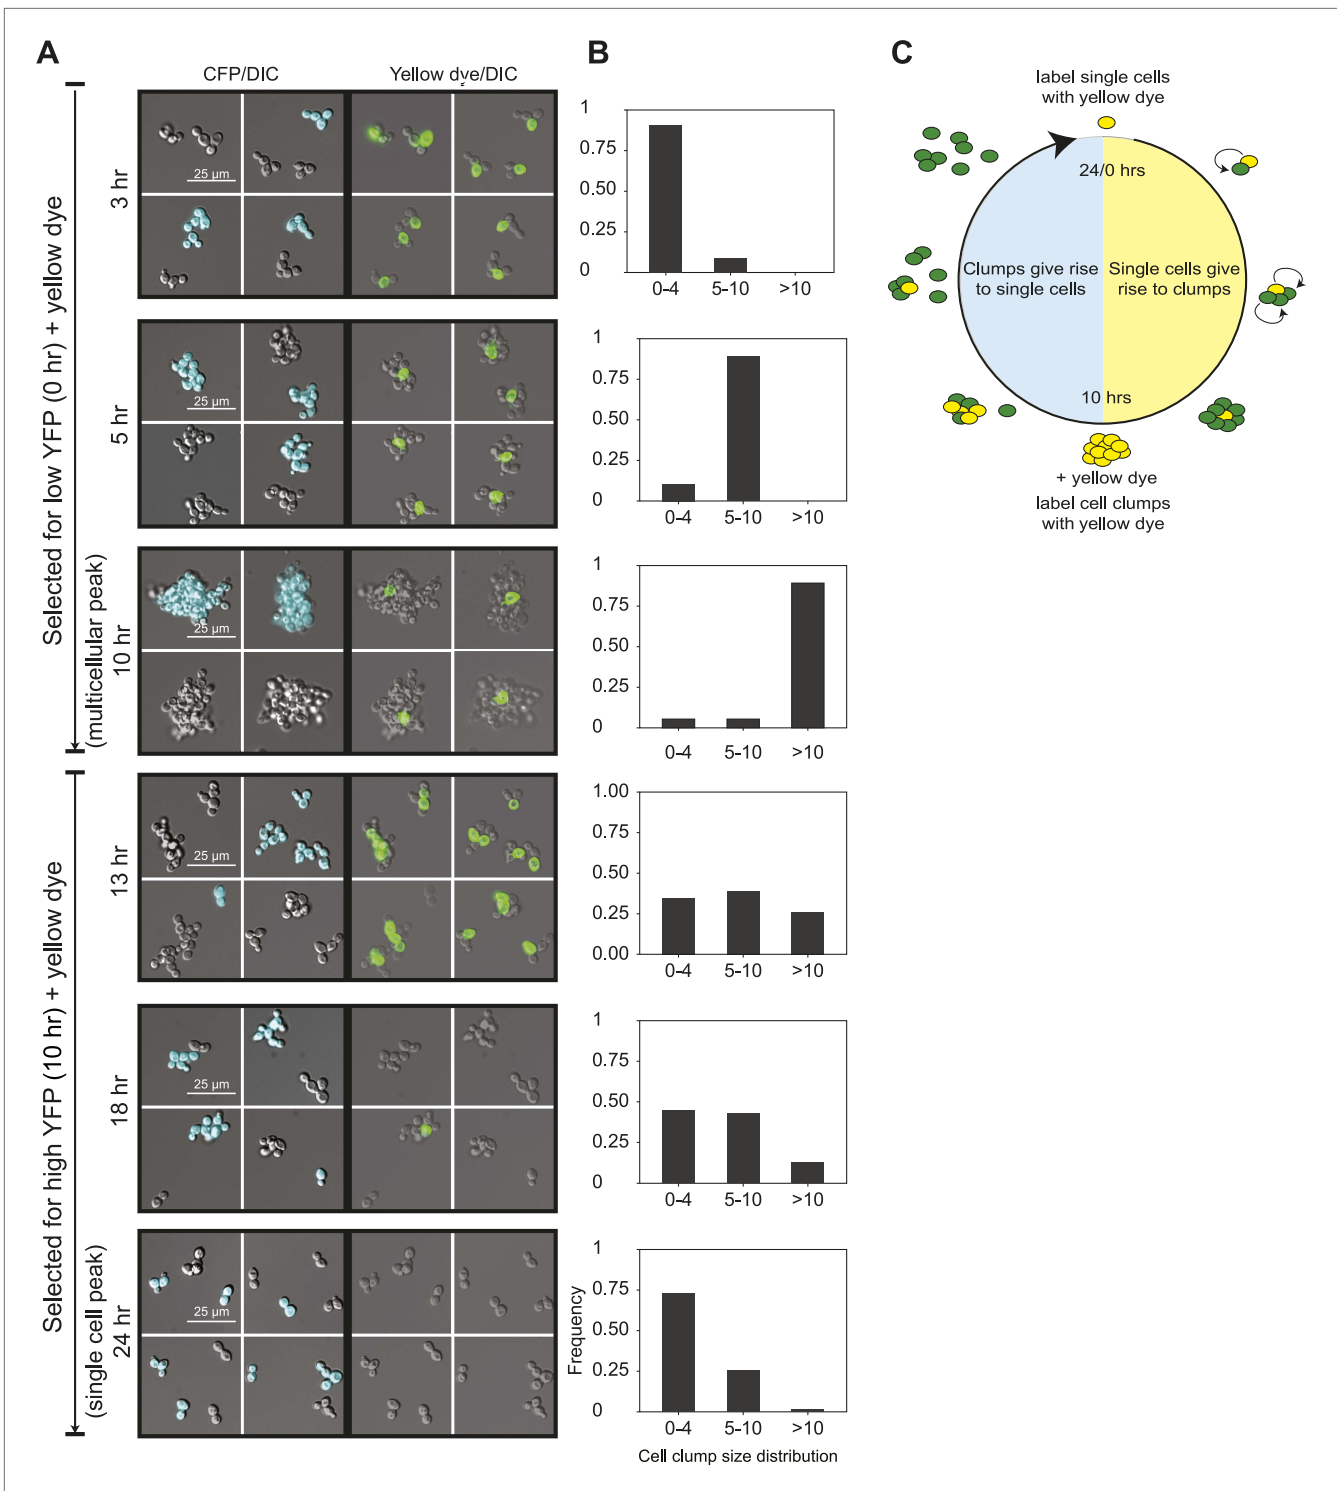 A
CFP/DIC
Yellow dye/DIC
Selected for low YFP (0 hr) + yellow dye
(multicellular peak)
3 hr
25 µm
5 hr
25 µm
10 hr
25 µm
Selected for high YFP (10 hr) + yellow dye
(single cell peak)
13 hr
25 µm
18 hr
25 µm
24 hr
25 µm
B
1
0.75
0.50
0.25
0
0-4 5-10 >10
1
0.75
0.50
0.25
0
0-4 5-10 >10
1
0.75
0.50
0.25
0
0-4 5-10 >10
1.00
0.75
0.50
0.25
0.00
0-4 5-10 >10
1
0.75
0.50
0.25
0
0-4 5-10 >10
Frequency
1
0.75
0.50
0.25
0
0-4 5-10 >10
Cell clump size distribution
C
label single cells
with yellow dye
24/0 hrs
Clumps give rise
to single cells
Single cells give
rise to clumps
10 hrs
+ yellow dye
label cell clumps
with yellow dye